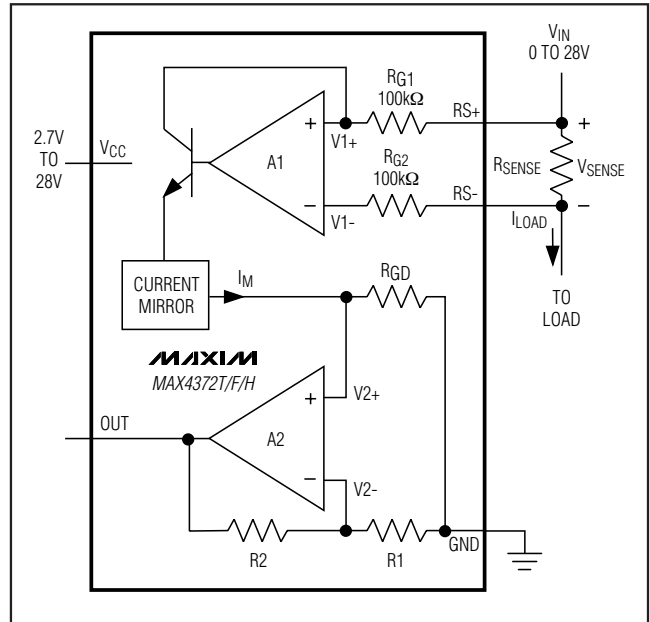 V_IN
0 TO 28V
R_G1
100kΩ
RS+
+
V1+
A1
2.7V
TO
28V
V_CC
R_G2
100kΩ
R_SENSE
V_SENSE
−
V1-
RS-
I_LOAD
−
TO
LOAD
CURRENT
MIRROR
I_M
R_GD
MAXIM
MAX4372T/F/H
+
V2+
OUT
A2
−
V2-
R2
R1
GND